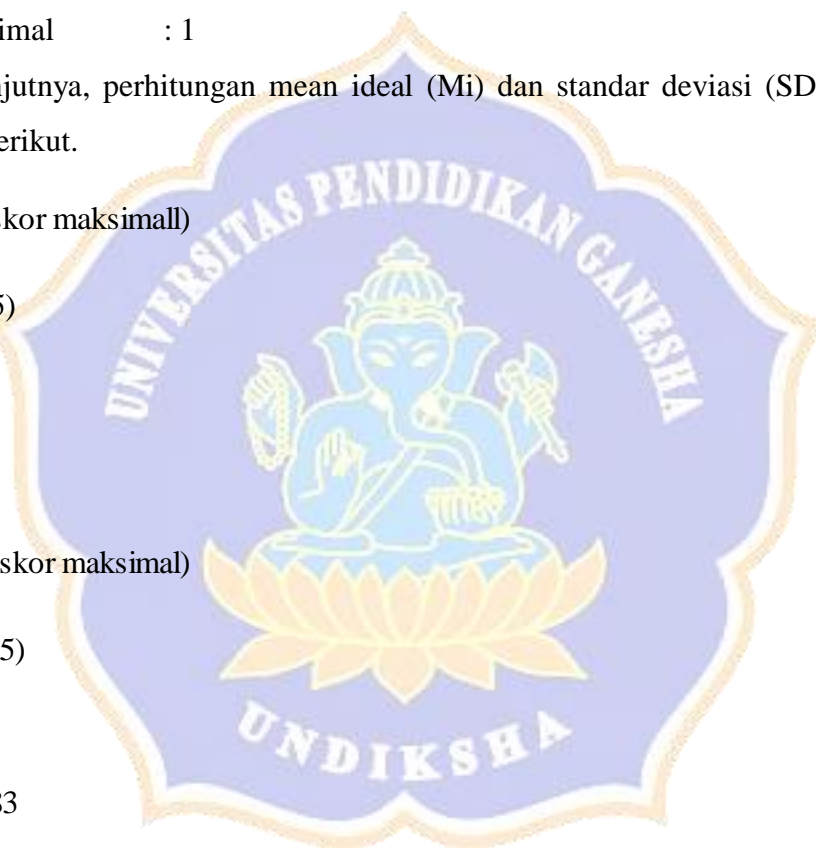 imal : 1
njutnya, perhitungan mean ideal (Mi) dan standar deviasi (SD
erikut.
UNIVERSITAS PENDIDIKAN GANESHA
kor maksimall)
5)
skor maksimal)
5)
UNDIKSHA
33